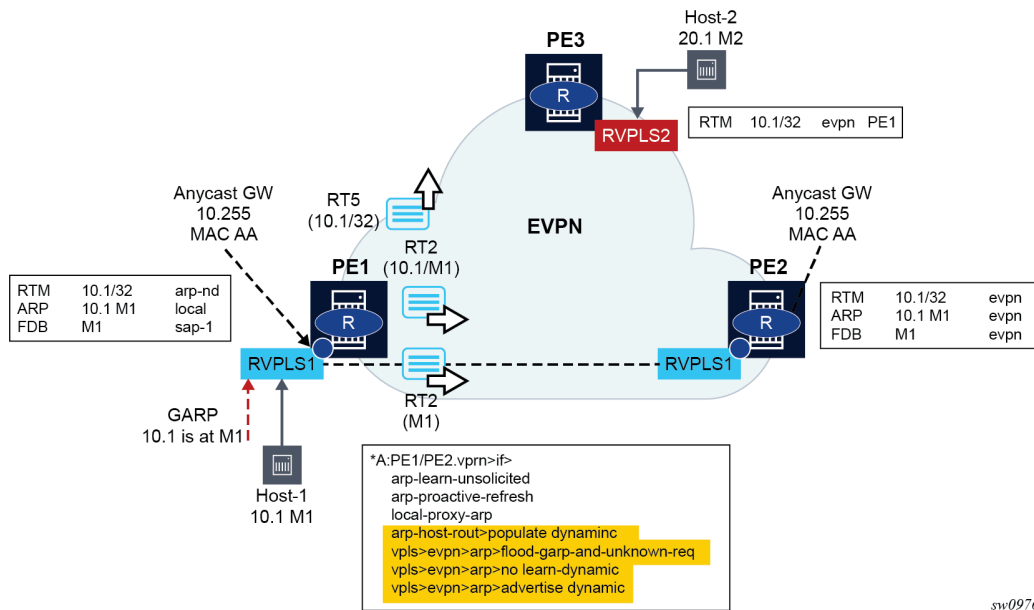 Host-2
20.1 M2
PE3
R
RVPLS2
RTM 10.1/32 evpn PE1
Anycast GW
10.255
MAC AA
RT5
(10.1/32)
EVPN
Anycast GW
10.255
MAC AA
RT2
(10.1/M1)
PE1
PE2
RTM 10.1/32 arp-nd
ARP 10.1 M1 local
FDB M1 sap-1
R
R
RTM 10.1/32 evpn
ARP 10.1 M1 evpn
FDB M1 evpn
RVPLS1
RVPLS1
RT2
(M1)
GARP
10.1 is at M1
Host-1
10.1 M1
*A:PE1/PE2.vprn>if>
arp-learn-unsolicited
arp-proactive-refresh
local-proxy-arp
arp-host-rout>populate dynaminc
vpls>evpn>arp>flood-garp-and-unknown-req
vpls>evpn>arp>no learn-dynamic
vpls>evpn>arp>advertise dynamic